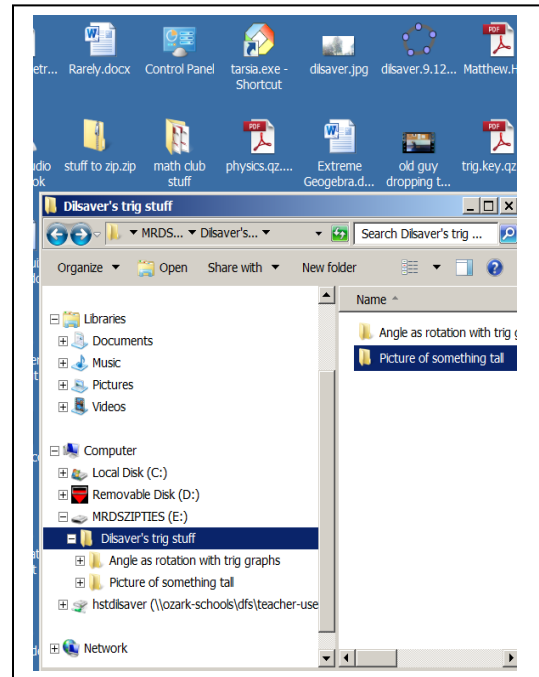 etr... Rarely.docx Control Panel tarsia.exe - dilsaver.jpg dilsaver.9.12... Matthew.H
Shortcut
dio stuff to zip.zip math club physics.qz.... Extreme old guy trig.key.qz
ok stuff Geogebra.d... dropping t...
Dilsaver's trig stuff
MRDS... Dilsaver's... Search Dilsaver's trig ...
Organize Open Share with New folder
Name
Libraries
Documents
Music
Pictures
Videos
Computer
Local Disk (C:)
Removable Disk (D:)
MRDSZIPTIES (E:)
Dilsaver's trig stuff
Angle as rotation with trig graphs
Picture of something tall
hstdilsaver (\\ozark-schools\dfs\teacher-use
Network
Angle as rotation with trig g
Picture of something tall